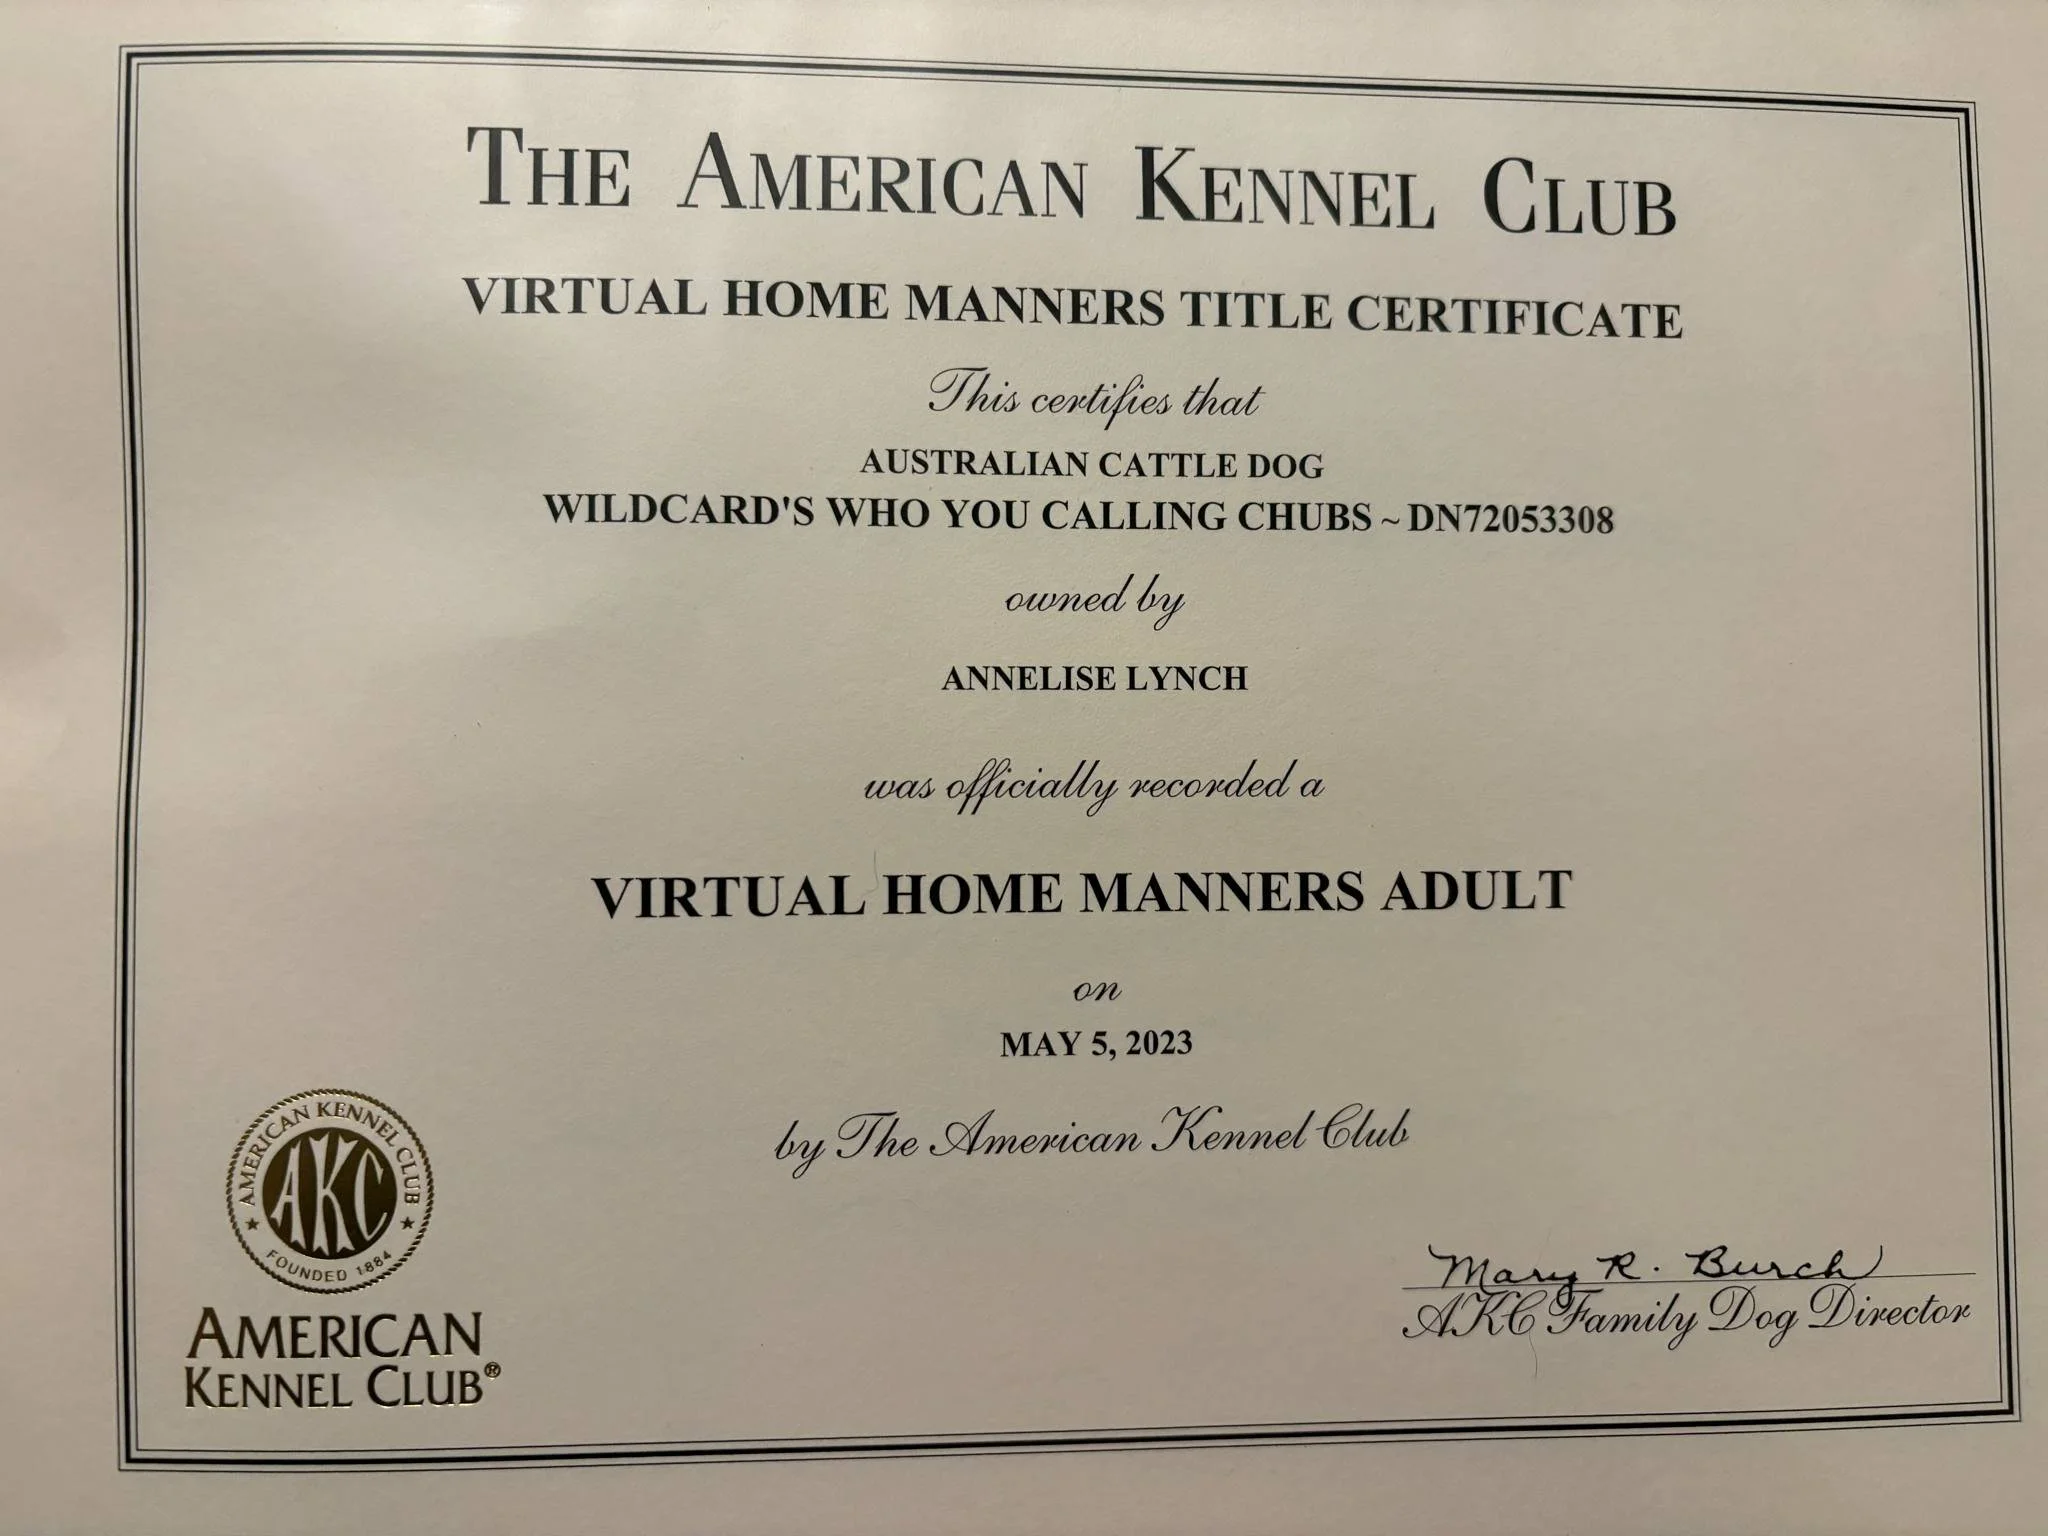 THE AMERICAN KENNEL CLUB
VIRTUAL HOME MANNERS TITLE CERTIFICATE
This certifies that
AUSTRALIAN CATTLE DOG
WILDCARD'S WHO YOU CALLING CHUBS ~ DN72053308
owned by
ANNELISE LYNCH
was officially recorded a
VIRTUAL HOME MANNERS ADULT
on
MAY 5, 2023
by The American Kennel Club
AMERICAN KENNEL CLUB
AKC
FOUNDED 1884
AMERICAN
KENNEL CLUB®
Mary R. Burch
AKC Family Dog Director